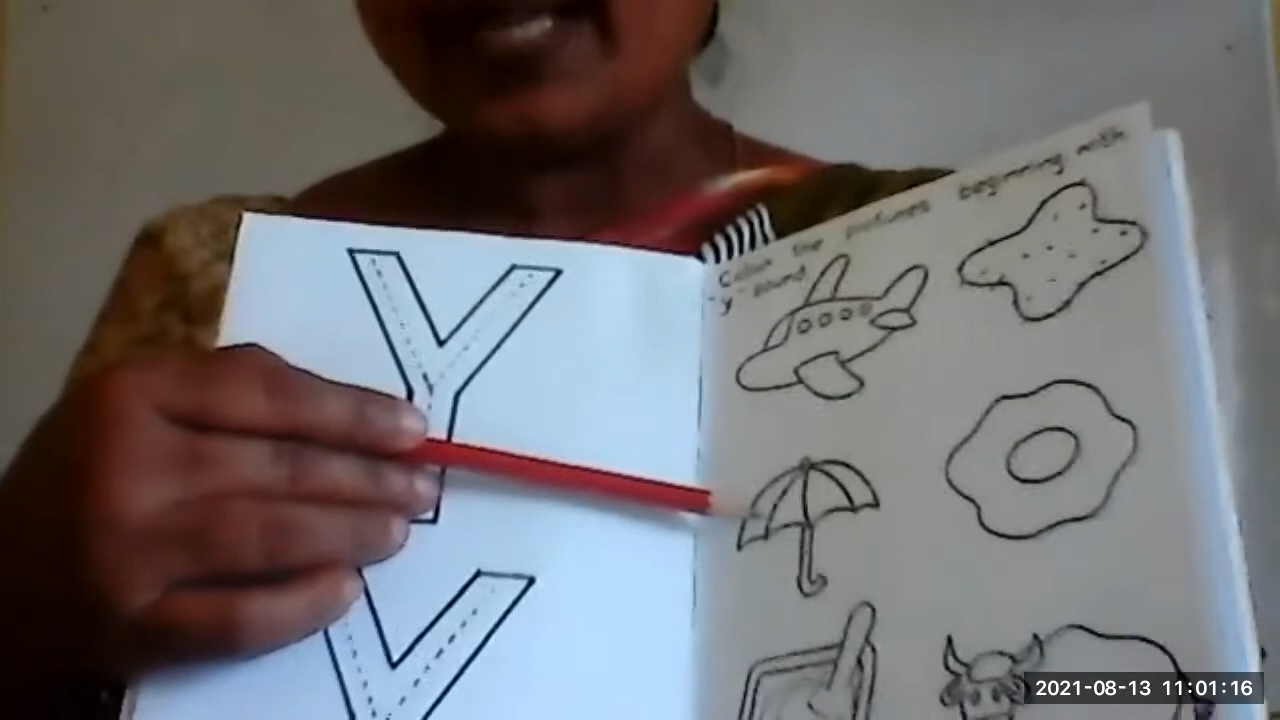 Y
Colour the pictures beginning with
"y" sound
Y
2021-08-13 11:01:16